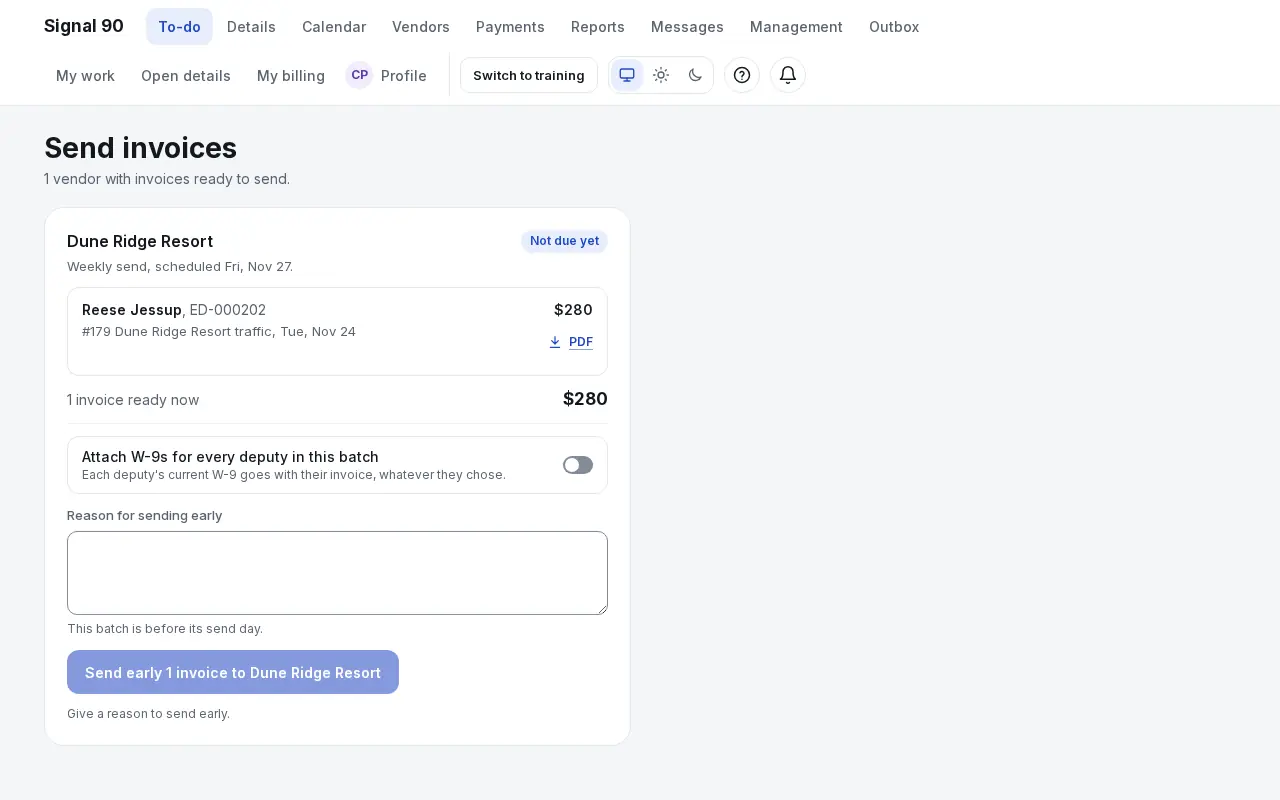 Signal 90
To-do
Details
Calendar
Vendors
Payments
Reports
Messages
Management
Outbox
My work
Open details
My billing
CP
Profile
Switch to training
Send invoices
1 vendor with invoices ready to send.
Dune Ridge Resort
Not due yet
Weekly send, scheduled Fri, Nov 27.
Reese Jessup, ED-000202
$280
#179 Dune Ridge Resort traffic, Tue, Nov 24
PDF
1 invoice ready now
$280
Attach W-9s for every deputy in this batch
Each deputy's current W-9 goes with their invoice, whatever they chose.
Reason for sending early
This batch is before its send day.
Send early 1 invoice to Dune Ridge Resort
Give a reason to send early.